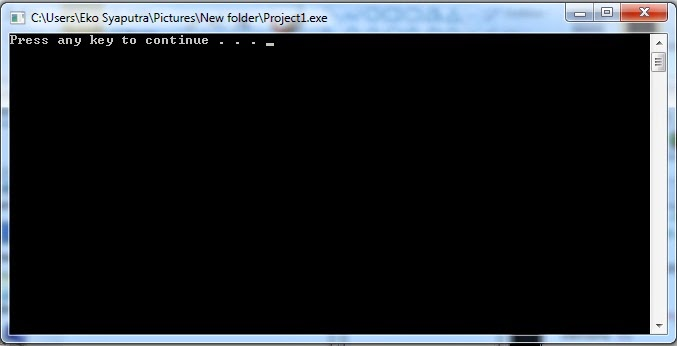 C:\Users\Eko Syaputra\Pictures\New folder\Project1.exe
Press any key to continue . . . _